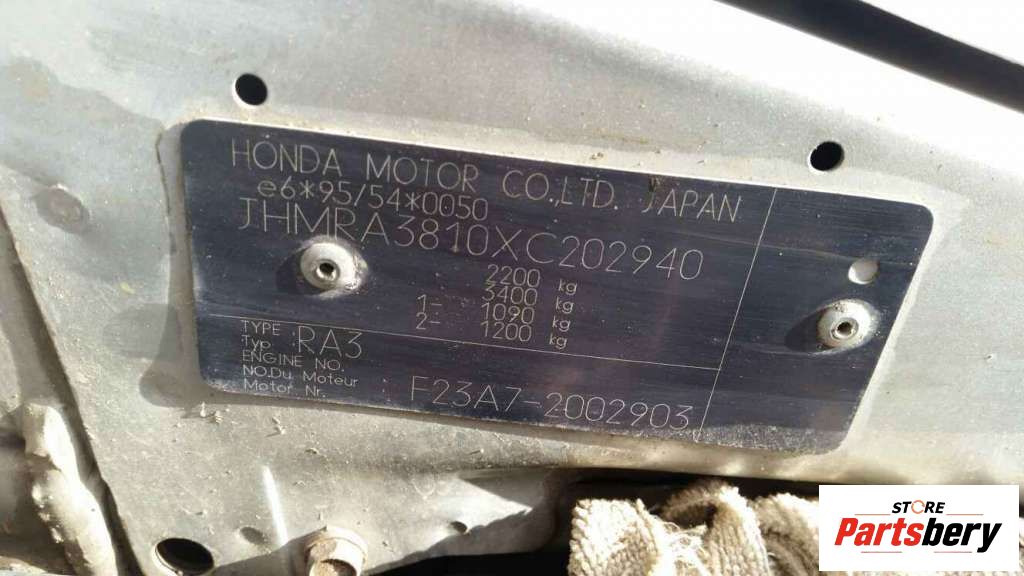 HONDA MOTOR CO.,LTD. JAPAN
e6*95/54*0050
JHMRA3810XC202940
2200 kg
3400 kg
1- 1090 kg
2- 1200 kg
TYPE
Typ : RA3
ENGINE NO.
NO.Du Moteur
Motor Nr. F23A7-2002903
STORE
Partsbery